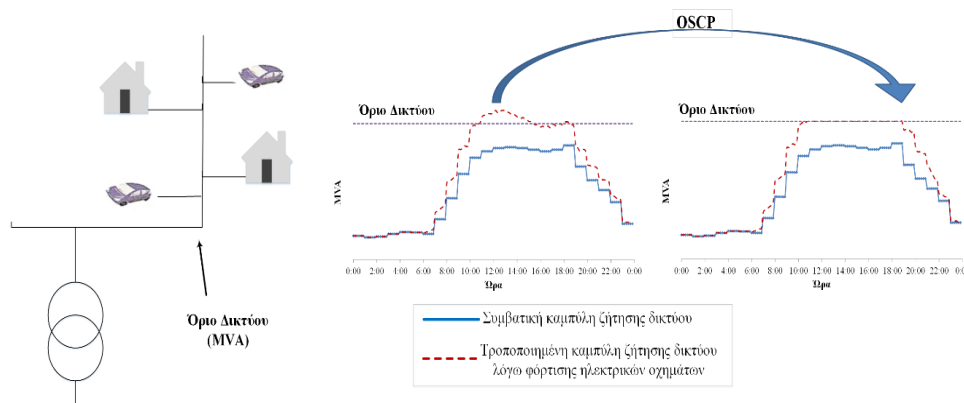 OSCP
Όριο Δικτύου
Όριο Δικτύου
MVA
0:00 2:00 4:00 6:00 8:00 10:00 12:00 14:00 16:00 18:00 20:00 22:00 0:00
Ώρα
MVA
0:00 2:00 4:00 6:00 8:00 10:00 12:00 14:00 16:00 18:00 20:00 22:00 0:00
Ώρα
Όριο Δικτύου
(MVA)
Συμβατική καμπύλη ζήτησης δικτύου
Τροποποιημένη καμπύλη ζήτησης δικτύου
λόγω φόρτισης ηλεκτρικών οχημάτων